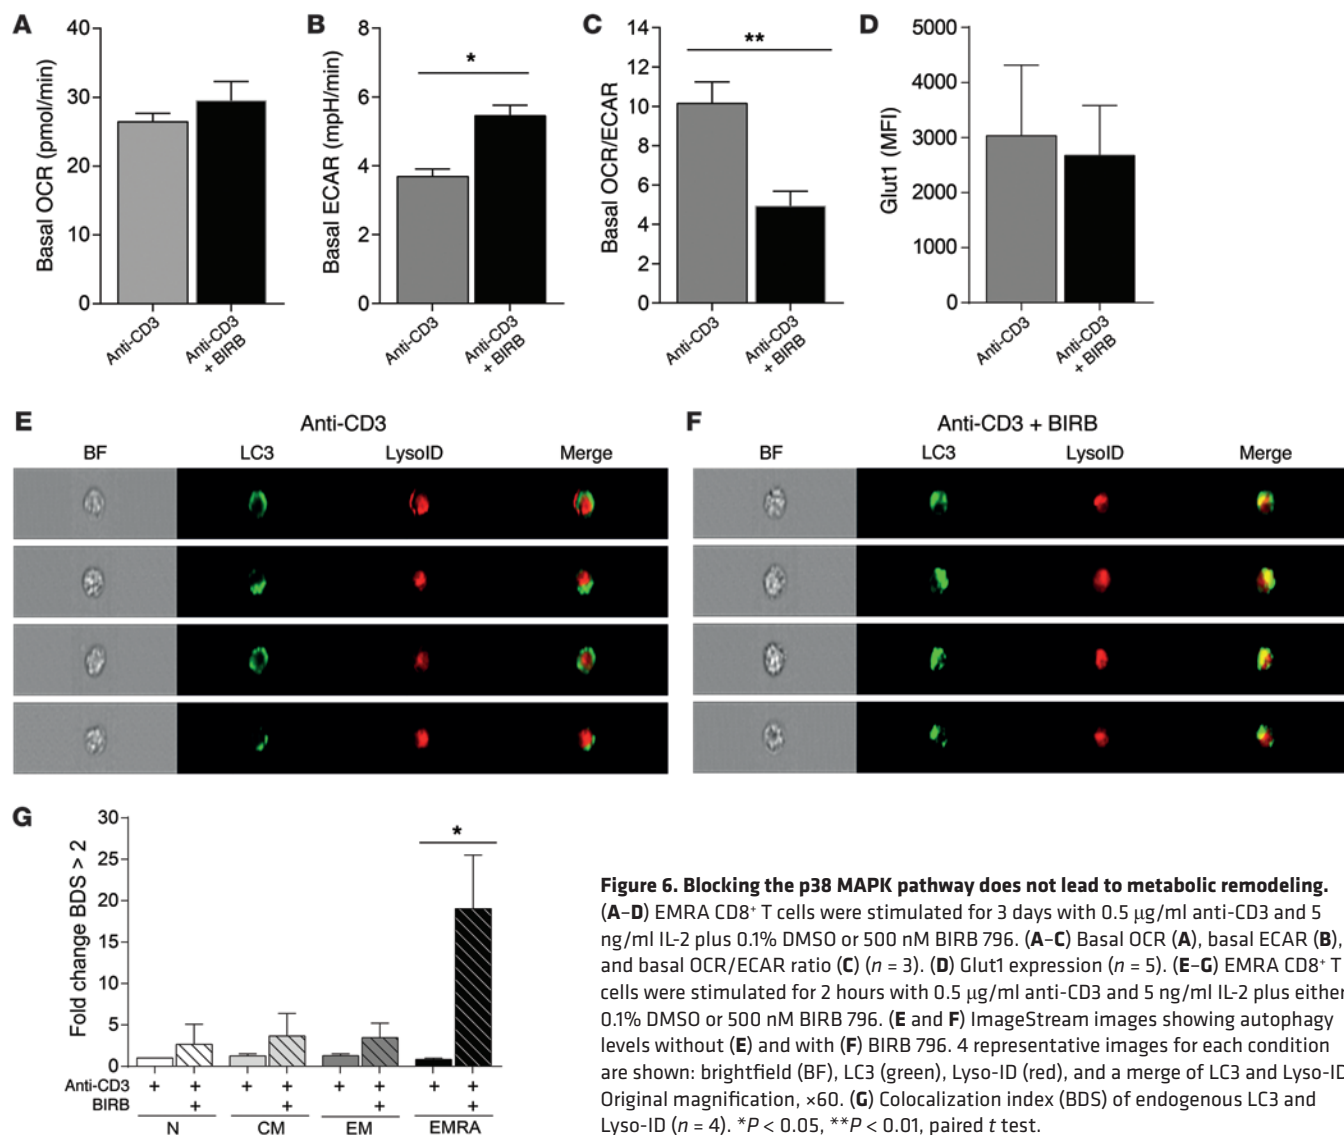 A
Basal OCR (pmol/min)
40
30
20
10
0
Anti-CD3
Anti-CD3
+ BIRB
B
Basal ECAR (mpH/min)
8
6
4
2
0
*
Anti-CD3
Anti-CD3
+ BIRB
C
Basal OCR/ECAR
14
12
10
8
6
4
2
0
**
Anti-CD3
Anti-CD3
+ BIRB
D
Glut1 (MFI)
5000
4000
3000
2000
1000
0
Anti-CD3
Anti-CD3
+ BIRB
E
Anti-CD3
BF LC3 LysoID Merge
F
Anti-CD3 + BIRB
BF LC3 LysoID Merge
G
Fold change BDS > 2
30
25
20
15
10
5
0
*
Anti-CD3 + + + + + + + +
BIRB + + + +
N CM EM EMRA
Figure 6. Blocking the p38 MAPK pathway does not lead to metabolic remodeling.
(A–D) EMRA CD8⁺ T cells were stimulated for 3 days with 0.5 μg/ml anti-CD3 and 5
ng/ml IL-2 plus 0.1% DMSO or 500 nM BIRB 796. (A–C) Basal OCR (A), basal ECAR (B),
and basal OCR/ECAR ratio (C) (n = 3). (D) Glut1 expression (n = 5). (E–G) EMRA CD8⁺ T
cells were stimulated for 2 hours with 0.5 μg/ml anti-CD3 and 5 ng/ml IL-2 plus either
0.1% DMSO or 500 nM BIRB 796. (E and F) ImageStream images showing autophagy
levels without (E) and with (F) BIRB 796. 4 representative images for each condition
are shown: brightfield (BF), LC3 (green), Lyso-ID (red), and a merge of LC3 and Lyso-ID
Original magnification, ×60. (G) Colocalization index (BDS) of endogenous LC3 and
Lyso-ID (n = 4). *P < 0.05, **P < 0.01, paired t test.